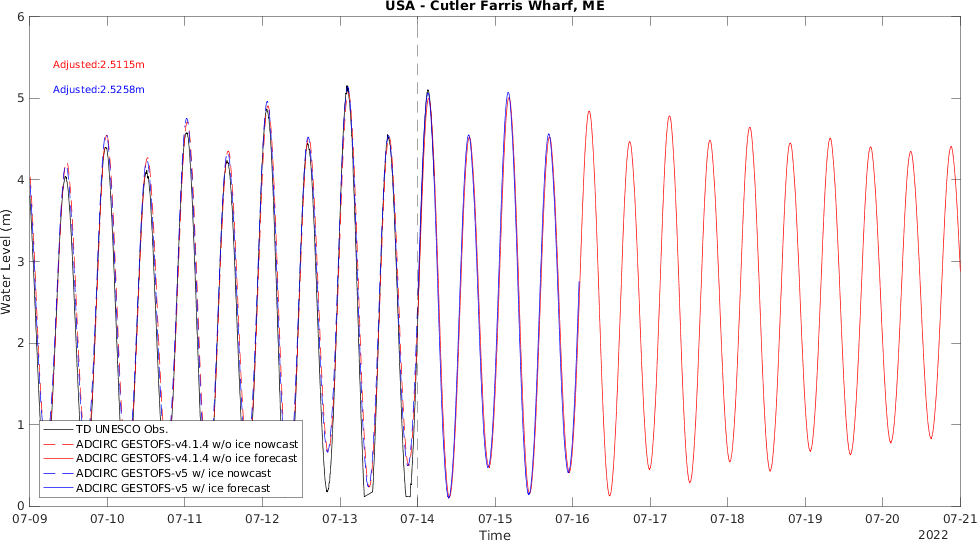 USA - Cutler Farris Wharf, ME
6
5
4
3
2
1
0
Water Level (m)
Adjusted:2.5115m
Adjusted:2.5258m
TD UNESCO Obs.
ADCIRC GESTOFS-v4.1.4 w/o ice nowcast
ADCIRC GESTOFS-v4.1.4 w/o ice forecast
ADCIRC GESTOFS-v5 w/ ice nowcast
ADCIRC GESTOFS-v5 w/ ice forecast
07-09 07-10 07-11 07-12 07-13 07-14 07-15 07-16 07-17 07-18 07-19 07-20 07-21
Time
2022